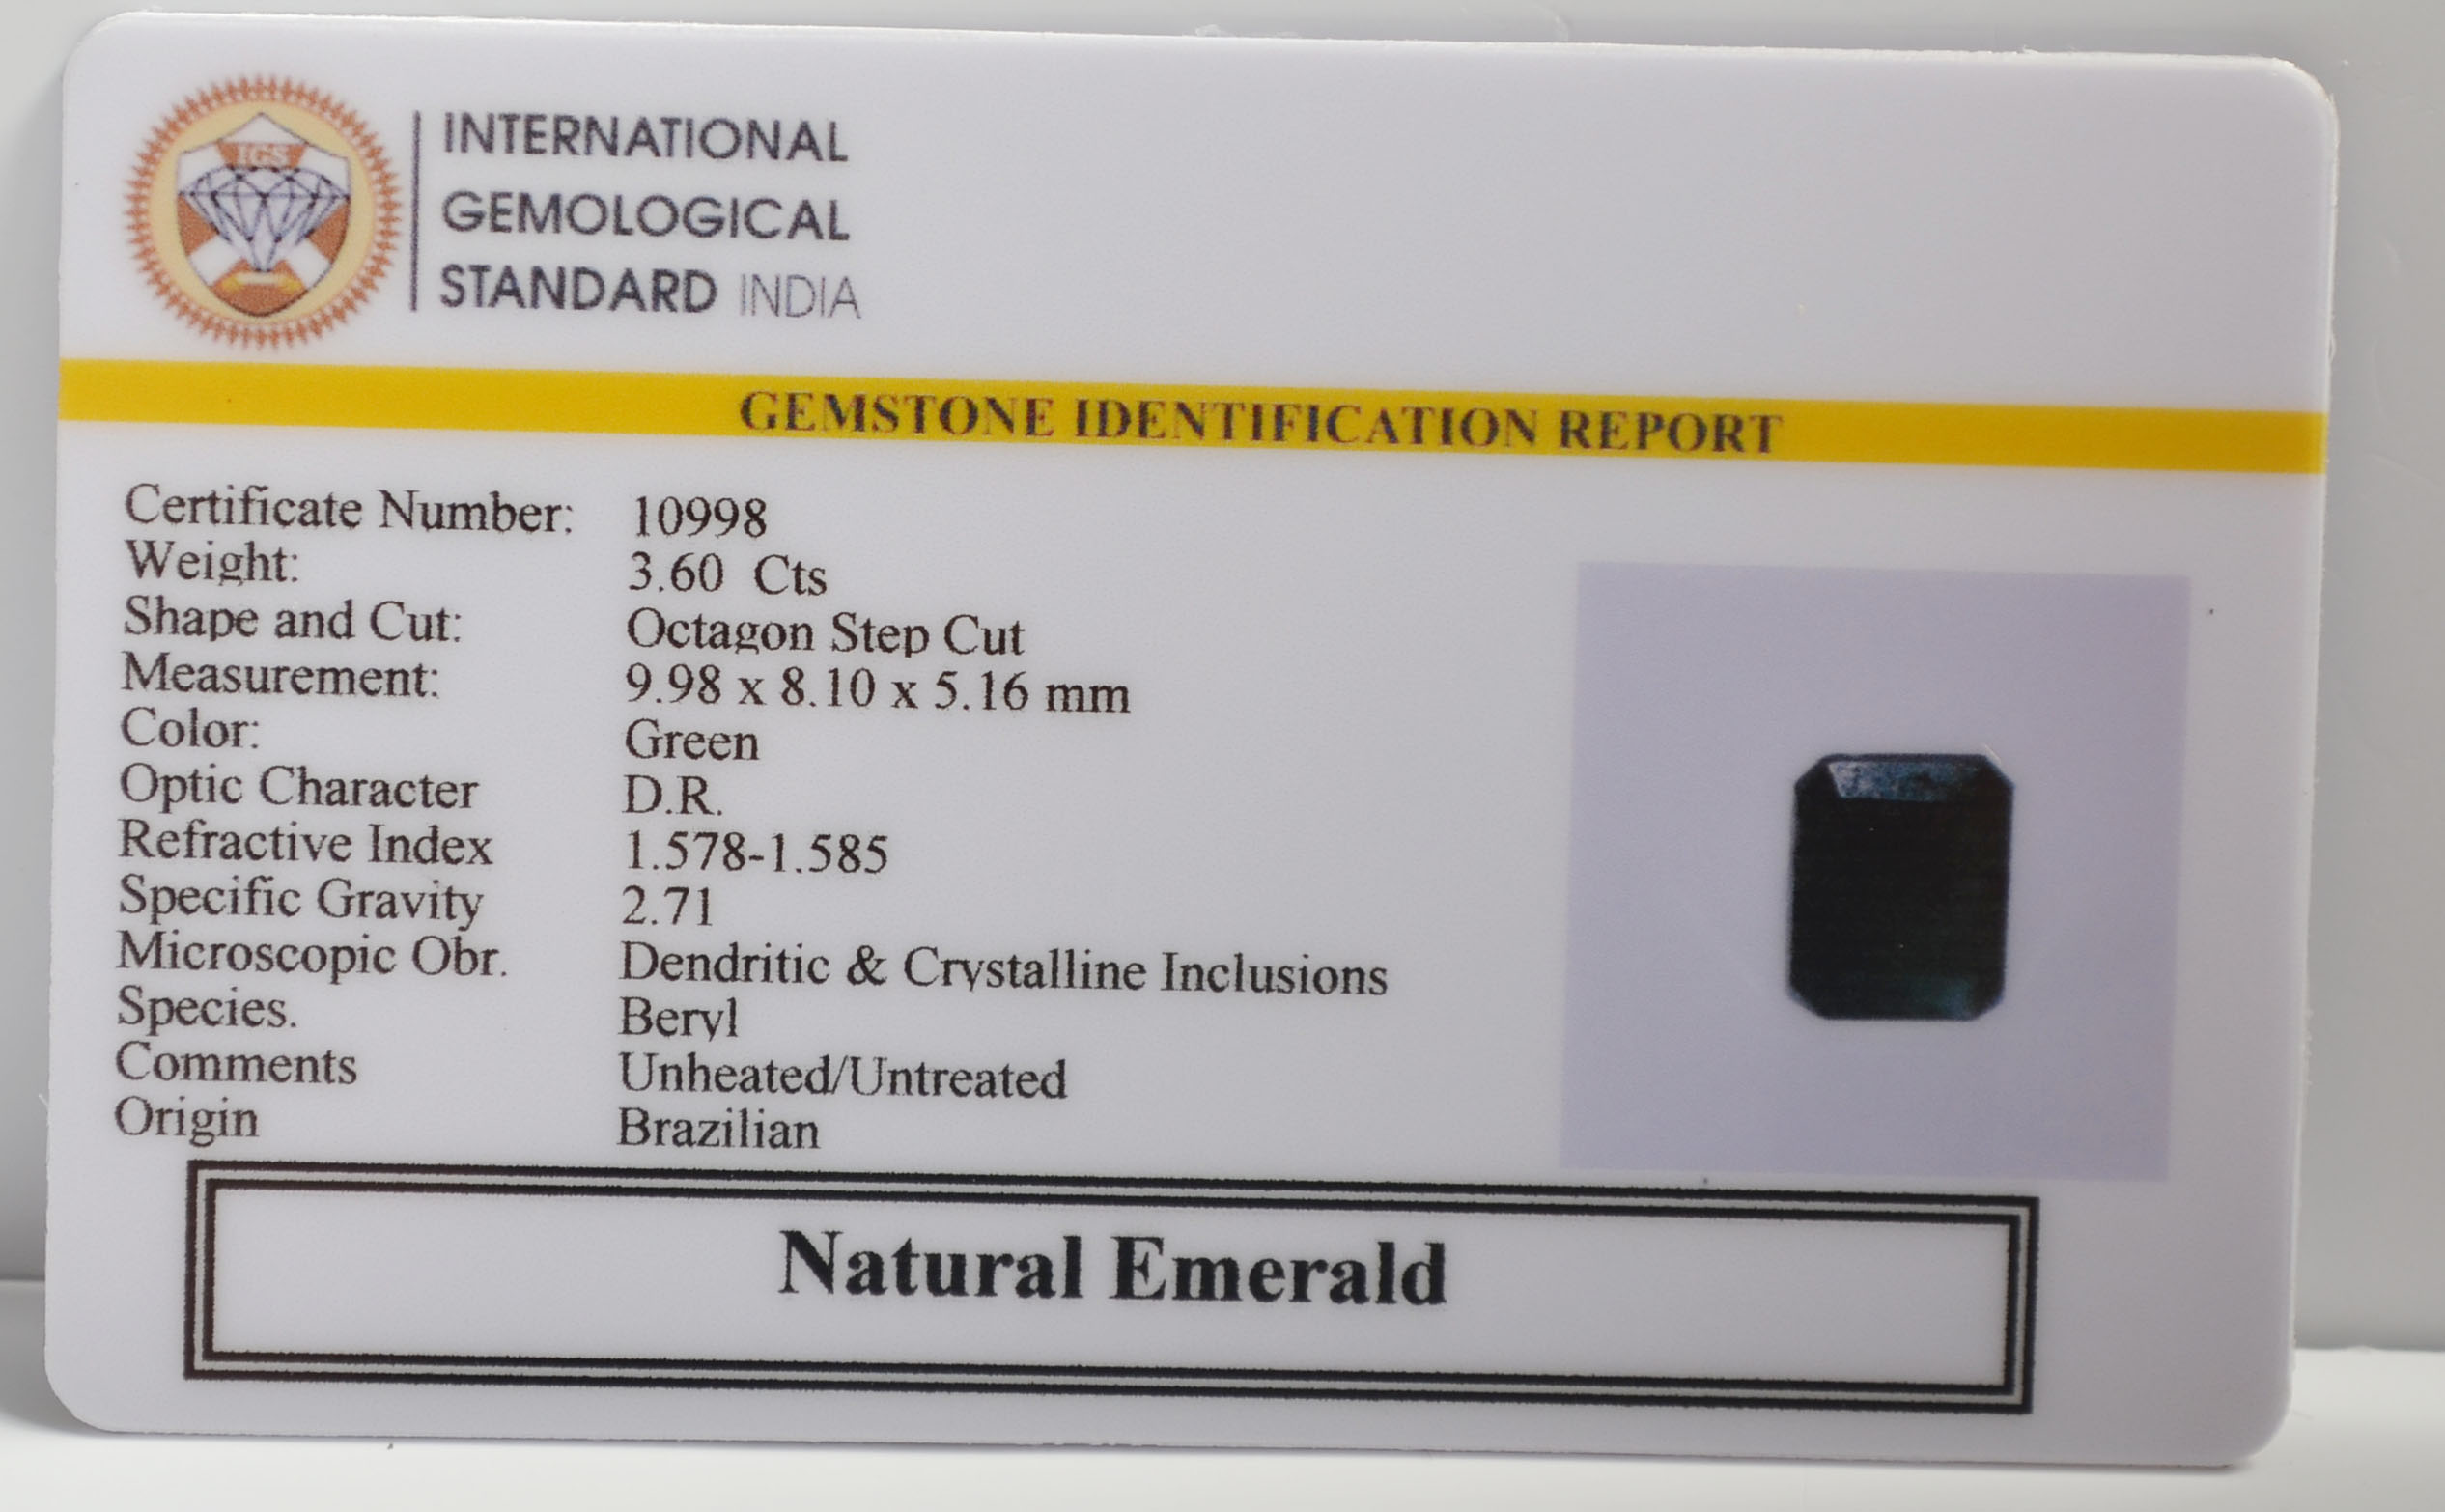 IGS
INTERNATIONAL
GEMOLOGICAL
STANDARD INDIA
GEMSTONE IDENTIFICATION REPORT
Certificate Number: 10998
Weight: 3.60 Cts
Shape and Cut: Octagon Step Cut
Measurement: 9.98 x 8.10 x 5.16 mm
Color: Green
Optic Character D.R.
Refractive Index 1.578-1.585
Specific Gravity 2.71
Microscopic Obr. Dendritic & Crystalline Inclusions
Species. Beryl
Comments Unheated/Untreated
Origin Brazilian
Natural Emerald